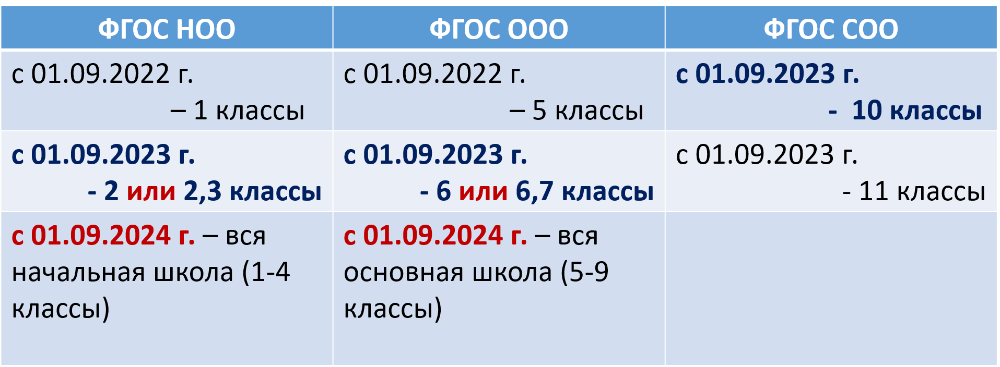 ФГОС НОО
ФГОС ООО
ФГОС СОО
с 01.09.2022 г.
– 1 классы
с 01.09.2022 г.
– 5 классы
с 01.09.2023 г.
- 10 классы
с 01.09.2023 г.
- 2 или 2,3 классы
с 01.09.2023 г.
- 6 или 6,7 классы
с 01.09.2023 г.
- 11 классы
с 01.09.2024 г. – вся
начальная школа (1-4
классы)
с 01.09.2024 г. – вся
основная школа (5-9
классы)